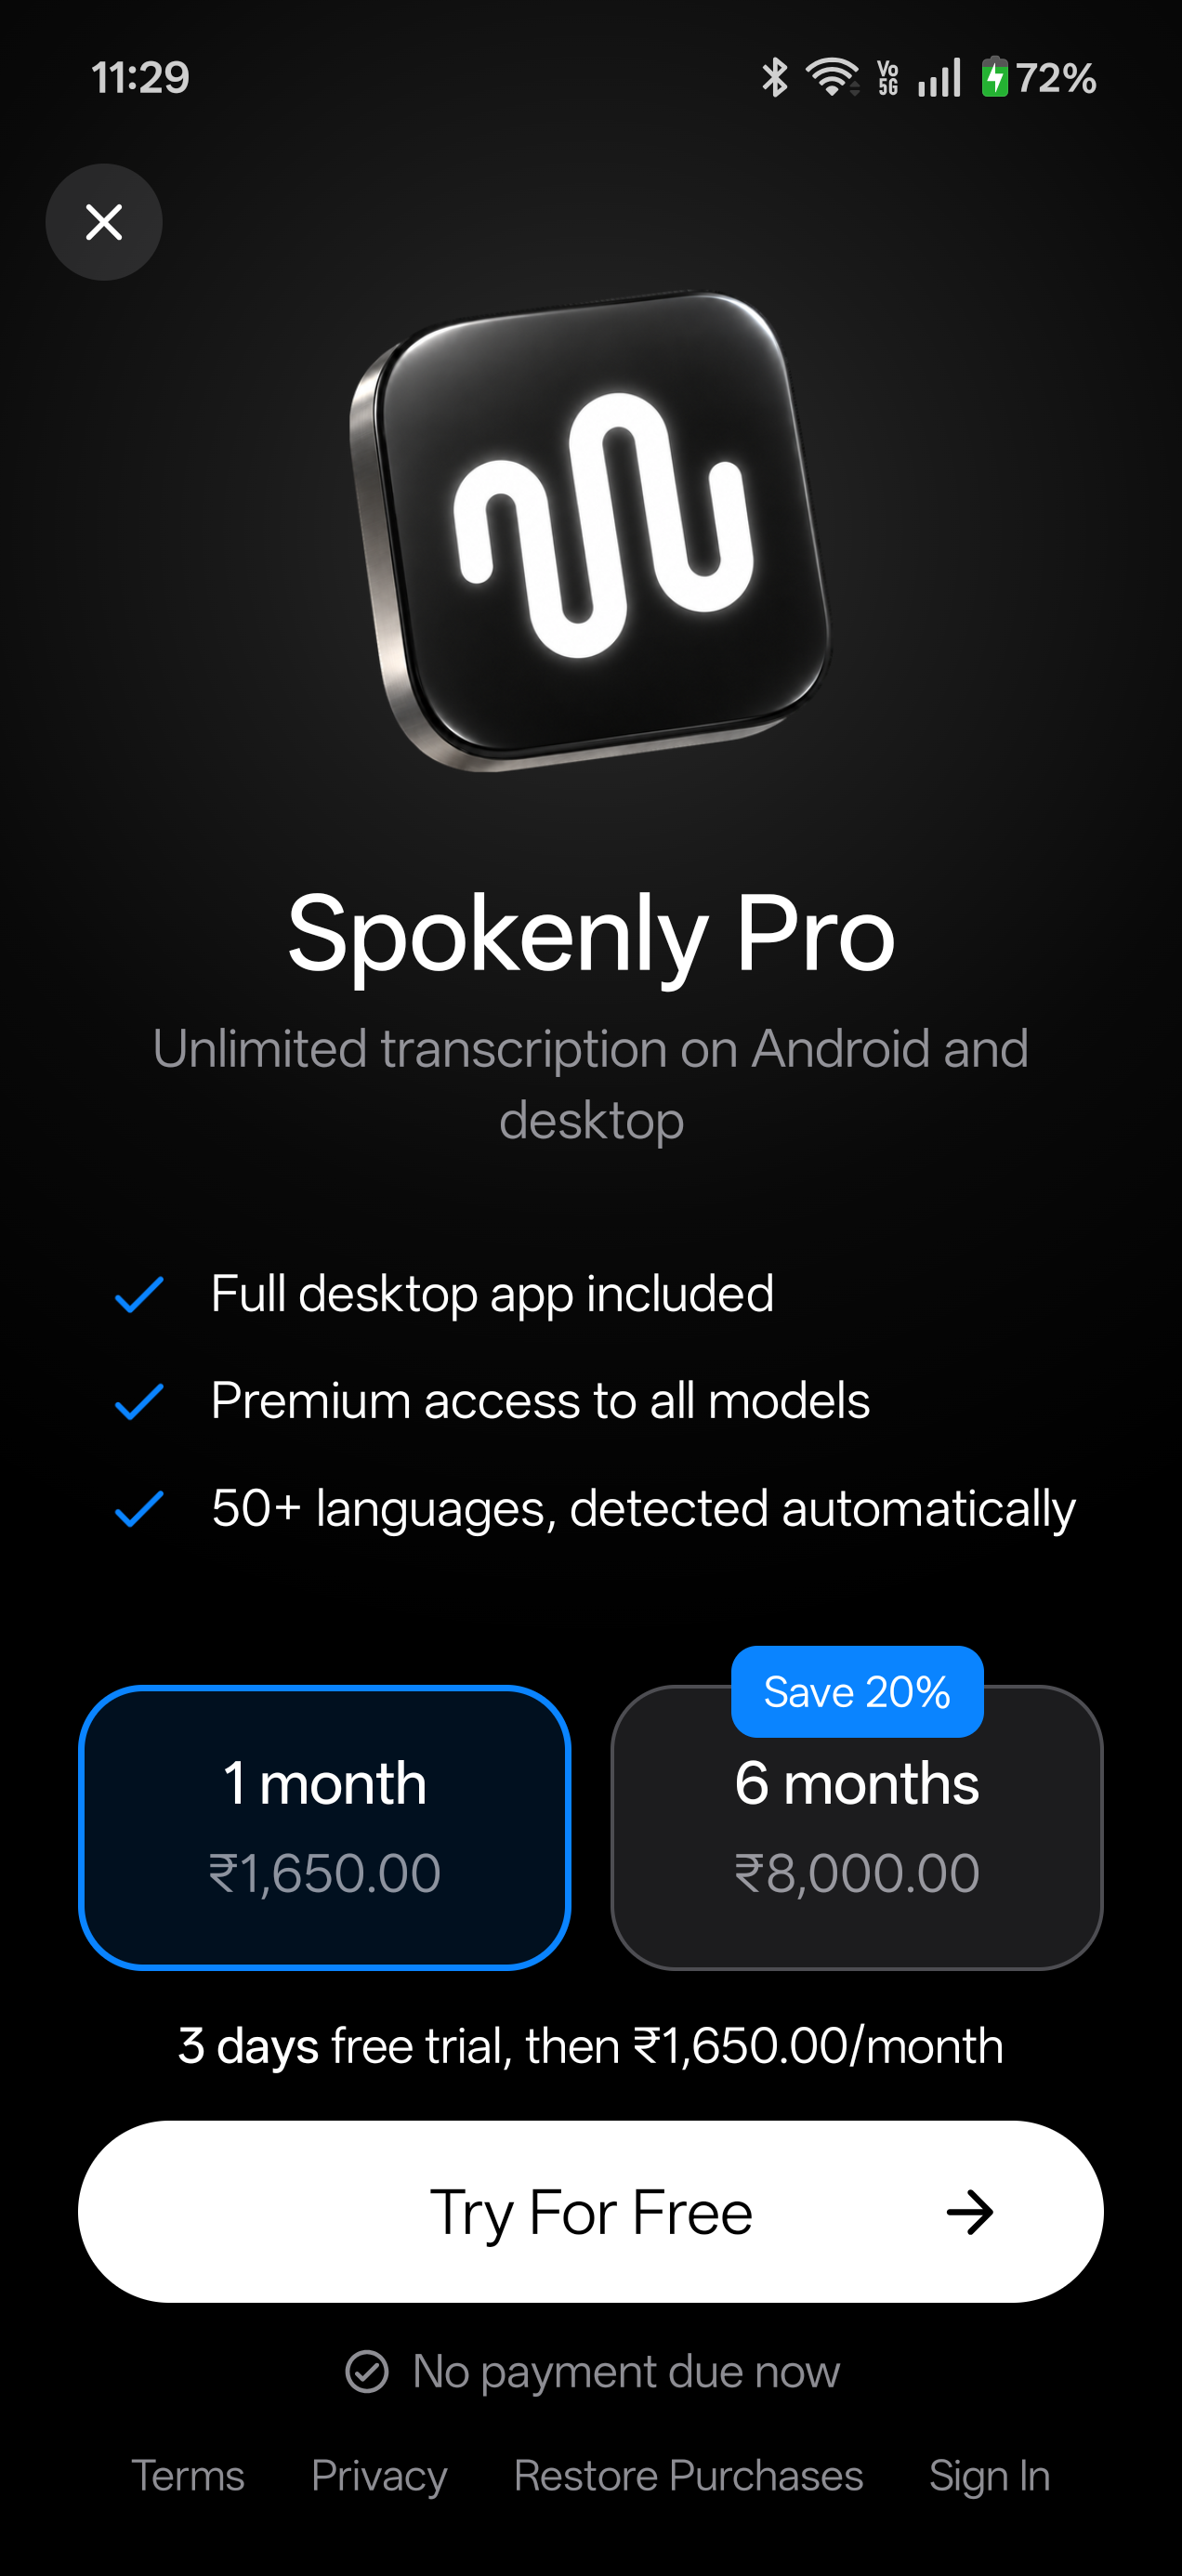 11:29
Vo 5G 72%
Spokenly Pro
Unlimited transcription on Android and
desktop
Full desktop app included
Premium access to all models
50+ languages, detected automatically
Save 20%
1 month
₹1,650.00
6 months
₹8,000.00
3 days free trial, then ₹1,650.00/month
Try For Free
No payment due now
Terms Privacy Restore Purchases Sign In